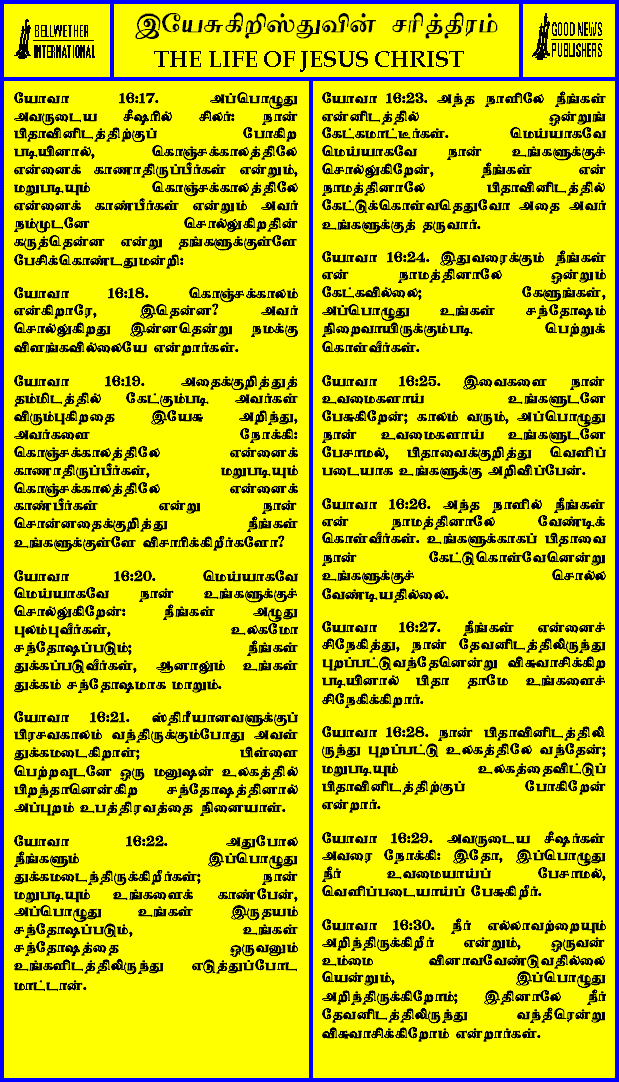 BELLWETHER
INTERNATIONAL
இயேசுகிறிஸ்துவின் சரித்திரம்
THE LIFE OF JESUS CHRIST
GOOD NEWS
PUBLISHERS
யோவா 16:17. அப்பொழுது
அவருடைய சீஷரில் சிலர்: நான்
பிதாவினிடத்திற்குப் போகிற
படியினால், கொஞ்சக்காலத்திலே
என்னைக் காணாதிருப்பீர்கள் என்றும்,
மறுபடியும் கொஞ்சக்காலத்திலே
என்னைக் காண்பீர்கள் என்றும் அவர்
நம்முடனே சொல்லுகிறதின்
கருத்தென்ன என்று தங்களுக்குள்ளே
பேசிக்கொண்டதுமன்றி:
யோவா 16:18. கொஞ்சக்காலம்
என்கிறாரே, இதென்ன? அவர்
சொல்லுகிறது இன்னதென்று நமக்கு
விளங்கவில்லையே என்றார்கள்.
யோவா 16:19. அதைக்குறித்துத்
தம்மிடத்தில் கேட்கும்படி அவர்கள்
விரும்புகிறதை இயேசு அறிந்து,
அவர்களை நோக்கி:
கொஞ்சக்காலத்திலே என்னைக்
காணாதிருப்பீர்கள், மறுபடியும்
கொஞ்சக்காலத்திலே என்னைக்
காண்பீர்கள் என்று நான்
சொன்னதைக்குறித்து நீங்கள்
உங்களுக்குள்ளே விசாரிக்கிறீர்களோ?
யோவா 16:20. மெய்யாகவே
மெய்யாகவே நான் உங்களுக்குச்
சொல்லுகிறேன்: நீங்கள் அழுது
புலம்புவீர்கள், உலகமோ
சந்தோஷப்படும்; நீங்கள்
துக்கப்படுவீர்கள், ஆனாலும் உங்கள்
துக்கம் சந்தோஷமாக மாறும்.
யோவா 16:21. ஸ்திரீயானவளுக்குப்
பிரசவகாலம் வந்திருக்கும்போது அவள்
துக்கமடைகிறாள்; பிள்ளை
பெற்றவுடனே ஒரு மனுஷன் உலகத்தில்
பிறந்தானென்கிற சந்தோஷத்தினால்
அப்புறம் உபத்திரவத்தை நினையாள்.
யோவா 16:22. அதுபோல
நீங்களும் இப்பொழுது
துக்கமடைந்திருக்கிறீர்கள்; நான்
மறுபடியும் உங்களைக் காண்பேன்,
அப்பொழுது உங்கள் இருதயம்
சந்தோஷப்படும், உங்கள்
சந்தோஷத்தை ஒருவனும்
உங்களிடத்திலிருந்து எடுத்துப்போட
மாட்டான்.
யோவா 16:23. அந்த நாளிலே நீங்கள்
என்னிடத்தில் ஒன்றுங்
கேட்கமாட்டீர்கள். மெய்யாகவே
மெய்யாகவே நான் உங்களுக்குச்
சொல்லுகிறேன், நீங்கள் என்
நாமத்தினாலே பிதாவினிடத்தில்
கேட்டுக்கொள்வதெதுவோ அதை அவர்
உங்களுக்குத் தருவார்.
யோவா 16:24. இதுவரைக்கும் நீங்கள்
என் நாமத்தினாலே ஒன்றும்
கேட்கவில்லை; கேளுங்கள்,
அப்பொழுது உங்கள் சந்தோஷம்
நிறைவாயிருக்கும்படி பெற்றுக்
கொள்வீர்கள்.
யோவா 16:25. இவைகளை நான்
உவமைகளாய் உங்களுடனே
பேசுகிறேன்; காலம் வரும், அப்பொழுது
நான் உவமைகளாய் உங்களுடனே
பேசாமல், பிதாவைக்குறித்து வெளிப்
படையாக உங்களுக்கு அறிவிப்பேன்.
யோவா 16:26. அந்த நாளில் நீங்கள்
என் நாமத்தினாலே வேண்டிக்
கொள்வீர்கள். உங்களுக்காகப் பிதாவை
நான் கேட்டுகொள்வேனென்று
உங்களுக்குச் சொல்ல
வேண்டியதில்லை.
யோவா 16:27. நீங்கள் என்னைச்
சிநேகித்து, நான் தேவனிடத்திலிருந்து
புறப்பட்டுவந்தேனென்று விசுவாசிக்கிற
படியினால் பிதா தாமே உங்களைச்
சிநேகிக்கிறார்.
யோவா 16:28. நான் பிதாவினிடத்திலி
ருந்து புறப்பட்டு உலகத்திலே வந்தேன்;
மறுபடியும் உலகத்தைவிட்டுப்
பிதாவினிடத்திற்குப் போகிறேன்
என்றார்.
யோவா 16:29. அவருடைய சீஷர்கள்
அவரை நோக்கி: இதோ, இப்பொழுது
நீர் உவமையாய்ப் பேசாமல்,
வெளிப்படையாய்ப் பேசுகிறீர்.
யோவா 16:30. நீர் எல்லாவற்றையும்
அறிந்திருக்கிறீர் என்றும், ஒருவன்
உம்மை வினாவவேண்டுவதில்லை
யென்றும், இப்பொழுது
அறிந்திருக்கிறோம்; இதினாலே நீர்
தேவனிடத்திலிருந்து வந்தீரென்று
விசுவாசிக்கிறோம் என்றார்கள்.